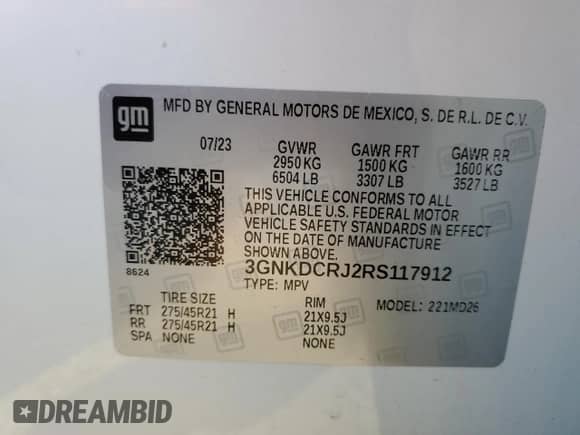 gm
MFD BY GENERAL MOTORS DE MEXICO, S. DE R.L. DE C.V.
07/23 GVWR GAWR FRT GAWR RR
2950 KG 1500 KG 1600 KG
6504 LB 3307 LB 3527 LB
THIS VEHICLE CONFORMS TO ALL
APPLICABLE U.S. FEDERAL MOTOR
VEHICLE SAFETY STANDARDS IN EFFECT ON
THE DATE OF MANUFACTURE
SHOWN ABOVE.
8624 3GNKDCRJ2RS117912
TYPE: MPV
TIRE SIZE RIM MODEL: 221MD26
FRT 275/45R21 H 21X9.5J
RR 275/45R21 H 21X9.5J
SPA NONE NONE
DREAMBID